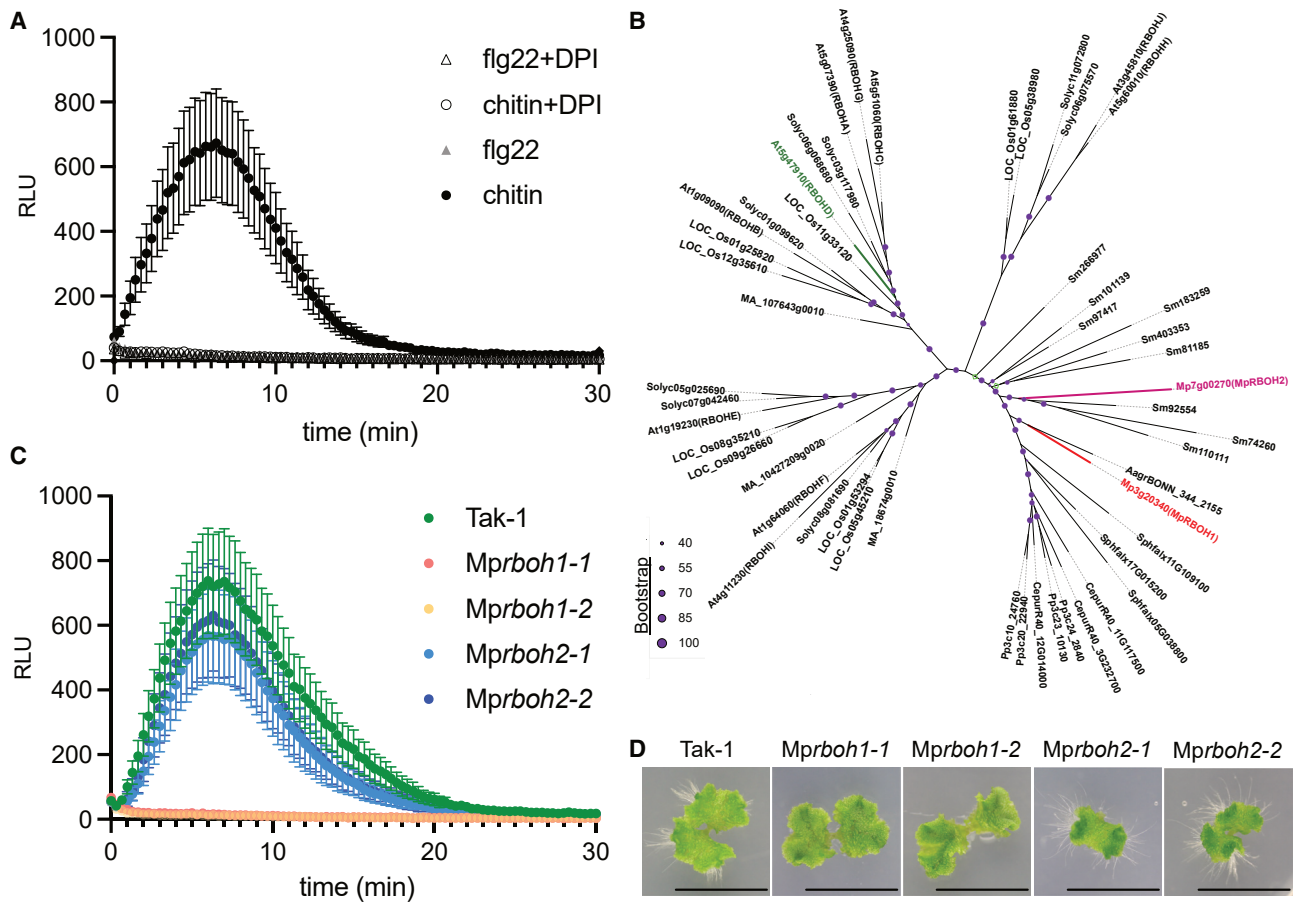 A
1000
800
600
400
200
0
RLU
0
10
20
30
time (min)
flg22+DPI
chitin+DPI
flg22
chitin
B
At4g25090(RBOHG)
At5g07390(RBOHA)
At5g51060(RBOHC)
Solyc06g068680
Solyc03g117980
At5g47910(RBOHD)
LOC_Os11g33120
At1g09090(RBOHB)
Solyc01g099620
LOC_Os01g25820
LOC_Os12g35610
MA_107643g0010
LOC_Os01g61880
LOC_Os05g38980
Solyc11g072800
Solyc06g075570
At3g45810(RBOHJ)
At5g60010(RBOHH)
Sm266977
Sm101139
Sm97417
Sm183259
Sm403353
Sm81185
Mp7g00270(MpRBOH2)
Sm92554
Sm74260
Sm110111
AagrBONN_344_2155
Mp3g20340(MpRBOH1)
Sphfalx11G109100
Sphfalx17G015200
Sphfalx05G038800
CepurR40_11G117500
CepurR40_3G232700
Pp3c24_2840
Pp3c23_10130
CepurR40_12G014000
Pp3c20_22940
Pp3c10_24760
Solyc05g025690
Solyc07g042460
At1g19230(RBOHE)
LOC_Os08g35210
LOC_Os09g26660
MA_10427209g0020
At1g64060(RBOHF)
At4g11230(RBOHI)
Solyc08g081690
LOC_Os01g53294
LOC_Os05g45210
MA_18674g0010
Bootstrap
40
55
70
85
100
C
1000
800
600
400
200
0
RLU
0
10
20
30
time (min)
Tak-1
Mprboh1-1
Mprboh1-2
Mprboh2-1
Mprboh2-2
D
Tak-1
Mprboh1-1
Mprboh1-2
Mprboh2-1
Mprboh2-2